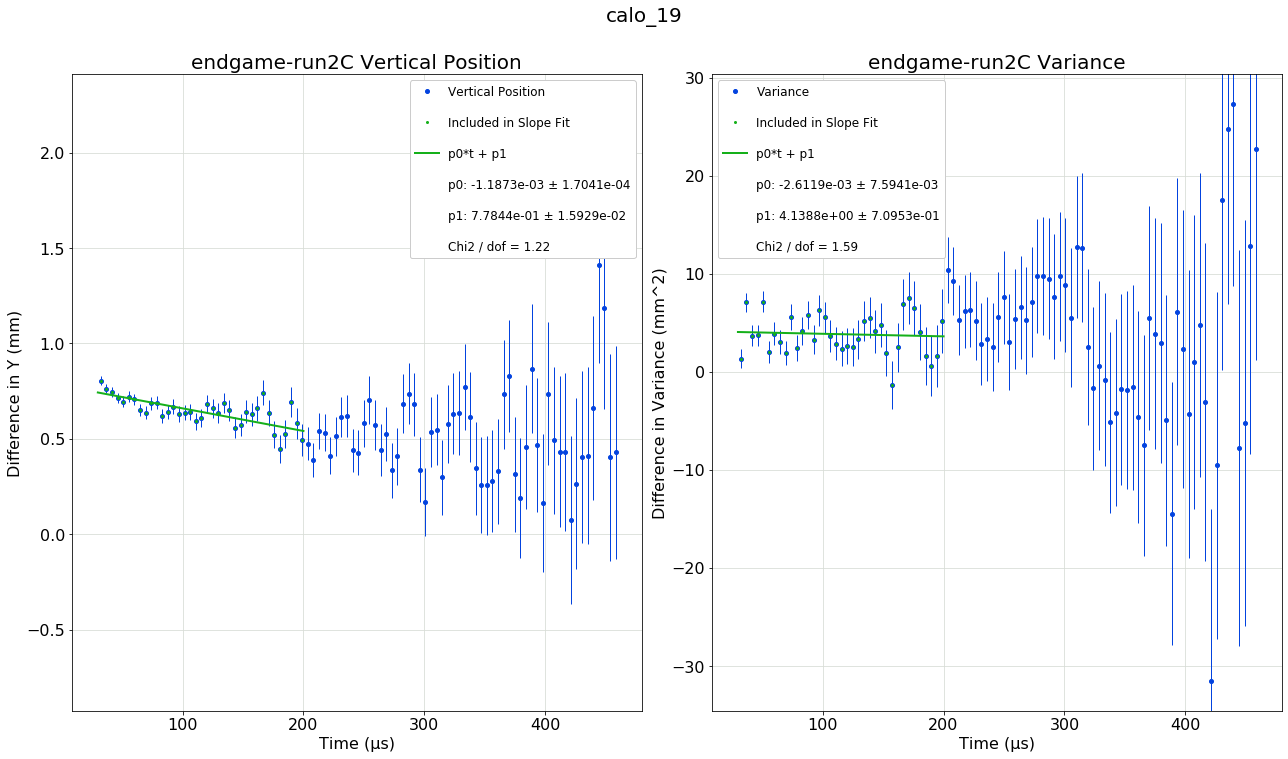 calo_19
endgame-run2C Vertical Position
Vertical Position
Included in Slope Fit
p0*t + p1
p0: -1.1873e-03 ± 1.7041e-04
p1: 7.7844e-01 ± 1.5929e-02
Chi2 / dof = 1.22
Difference in Y (mm)
2.0
1.5
1.0
0.5
0.0
−0.5
100 200 300 400
Time (μs)
endgame-run2C Variance
Variance
Included in Slope Fit
p0*t + p1
p0: -2.6119e-03 ± 7.5941e-03
p1: 4.1388e+00 ± 7.0953e-01
Chi2 / dof = 1.59
Difference in Variance (mm^2)
30
20
10
0
−10
−20
−30
100 200 300 400
Time (μs)